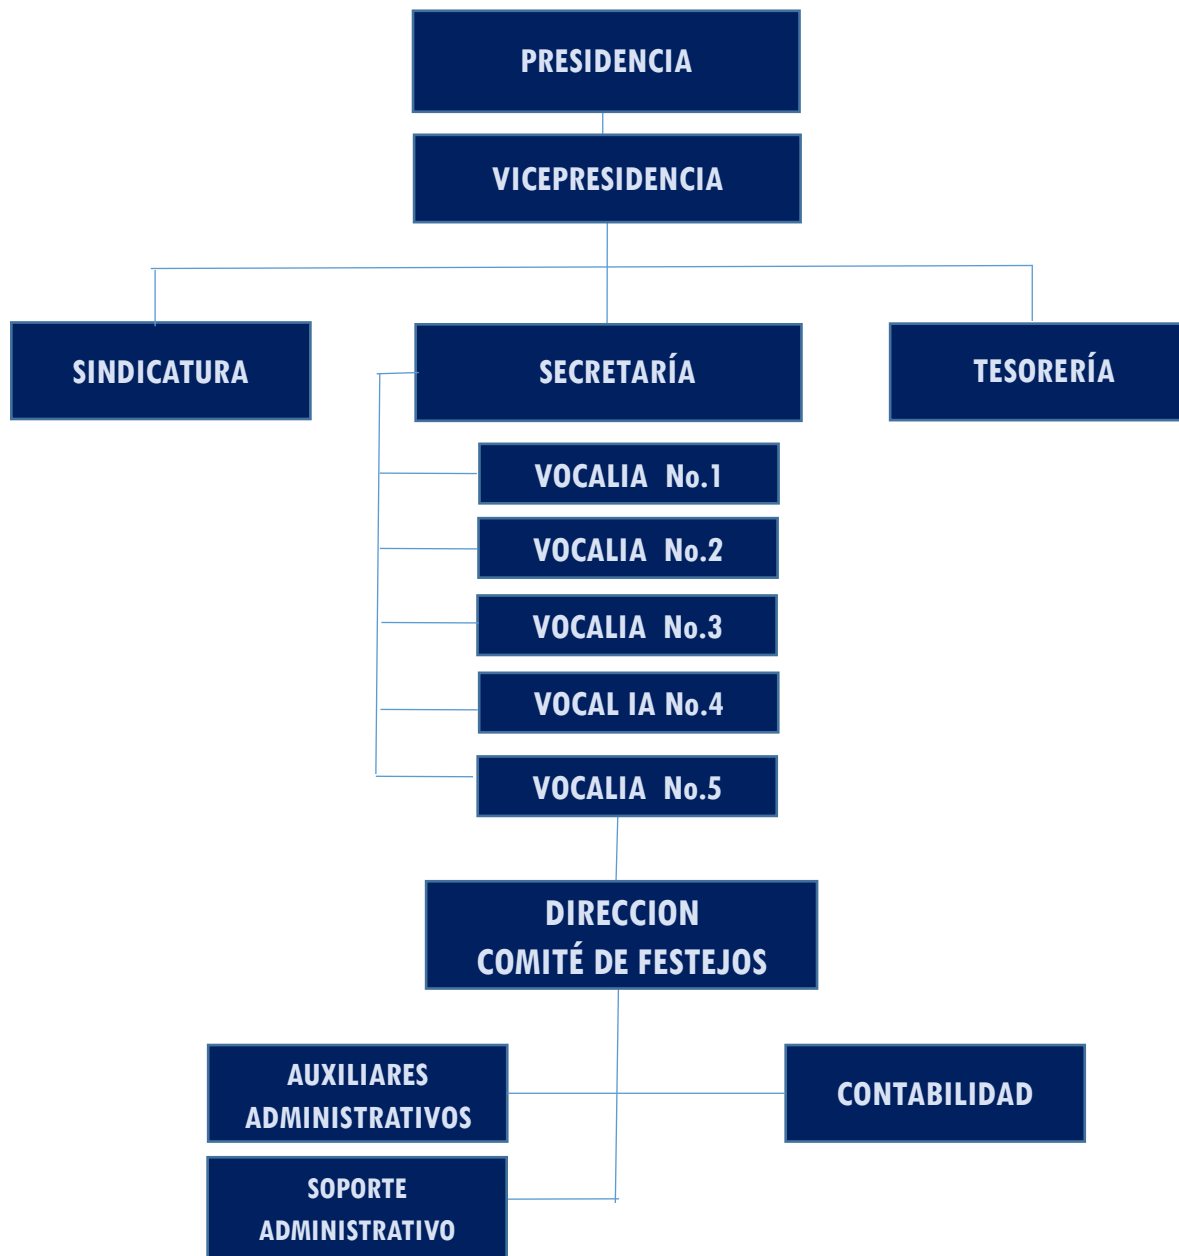 PRESIDENCIA
VICEPRESIDENCIA
SINDICATURA
SECRETARÍA
TESORERÍA
VOCALIA No.1
VOCALIA No.2
VOCALIA No.3
VOCAL IA No.4
VOCALIA No.5
DIRECCION
COMITÉ DE FESTEJOS
AUXILIARES
ADMINISTRATIVOS
CONTABILIDAD
SOPORTE
ADMINISTRATIVO